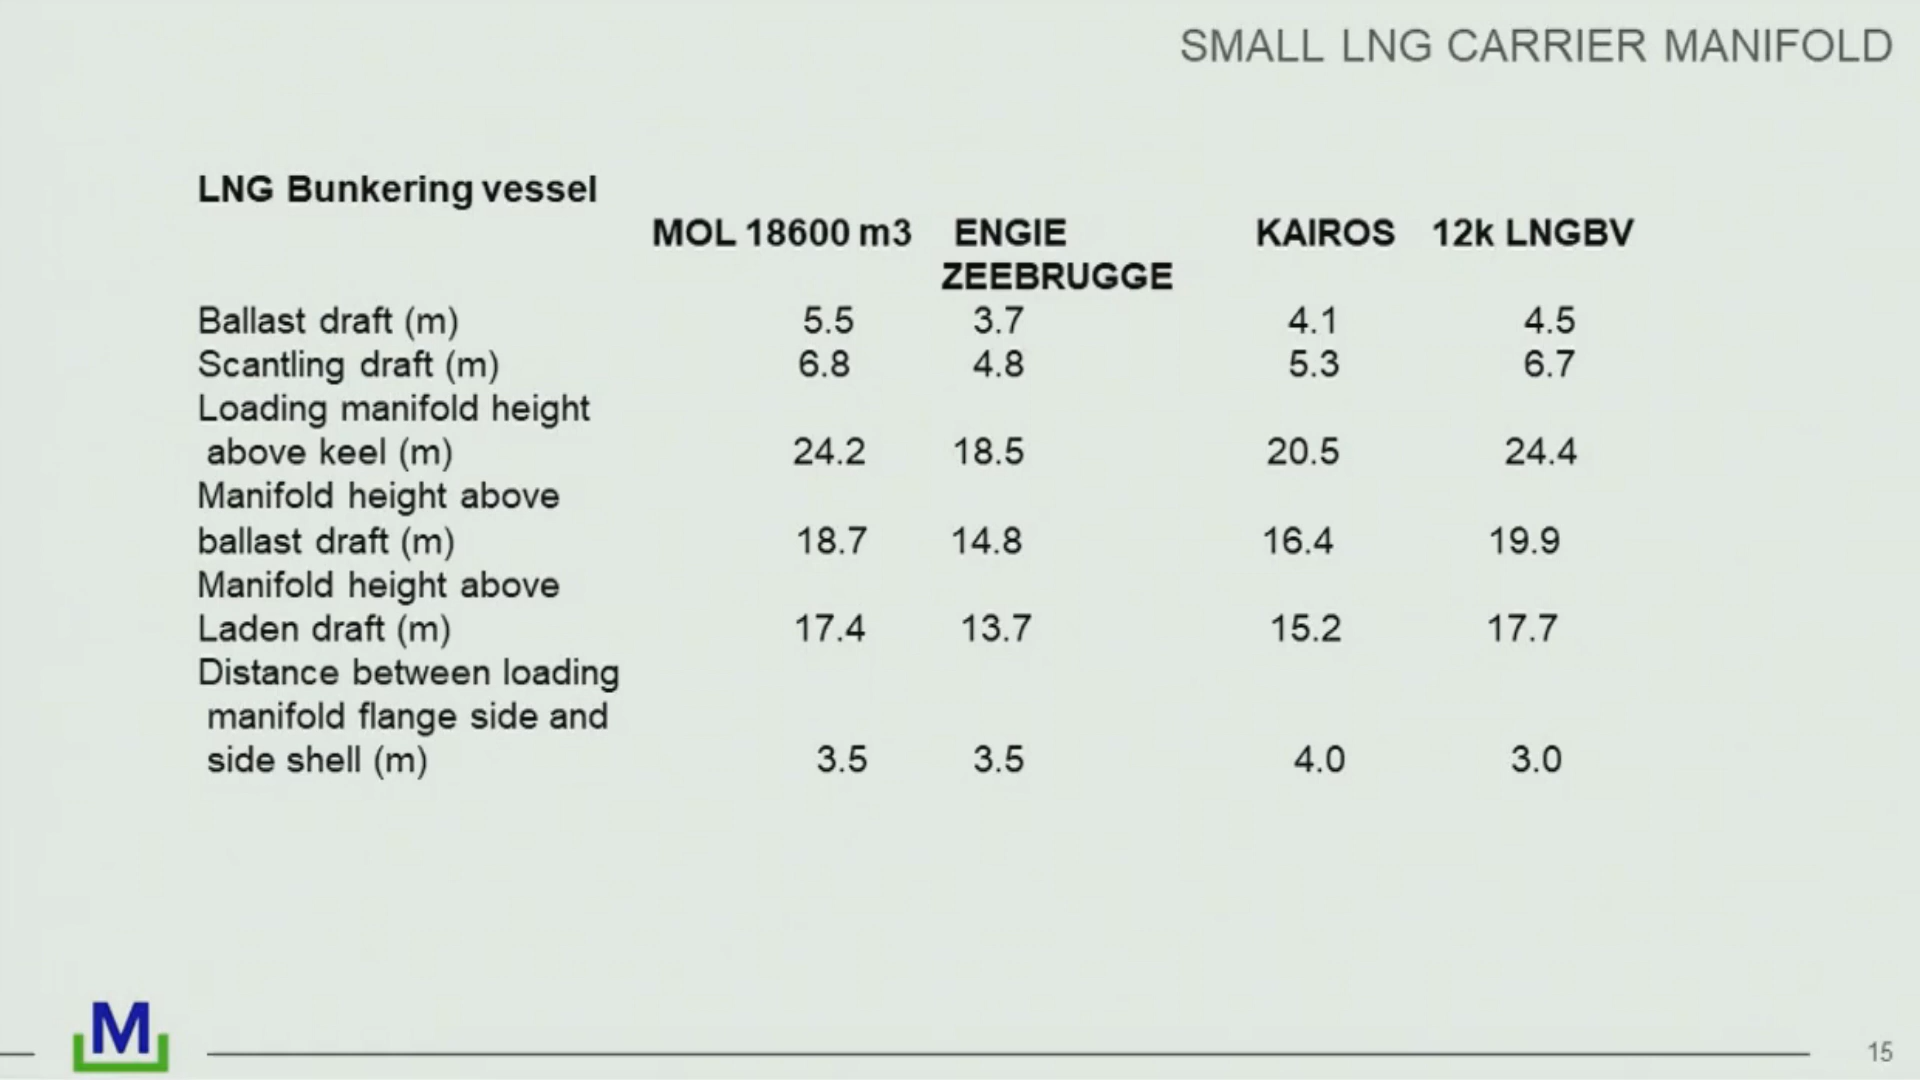 SMALL LNG CARRIER MANIFOLD
LNG Bunkering vessel
MOL 18600 m3 ENGIE KAIROS 12k LNGBV
ZEEBRUGGE
Ballast draft (m) 5.5 3.7 4.1 4.5
Scantling draft (m) 6.8 4.8 5.3 6.7
Loading manifold height
above keel (m) 24.2 18.5 20.5 24.4
Manifold height above
ballast draft (m) 18.7 14.8 16.4 19.9
Manifold height above
Laden draft (m) 17.4 13.7 15.2 17.7
Distance between loading
manifold flange side and
side shell (m) 3.5 3.5 4.0 3.0
M
15